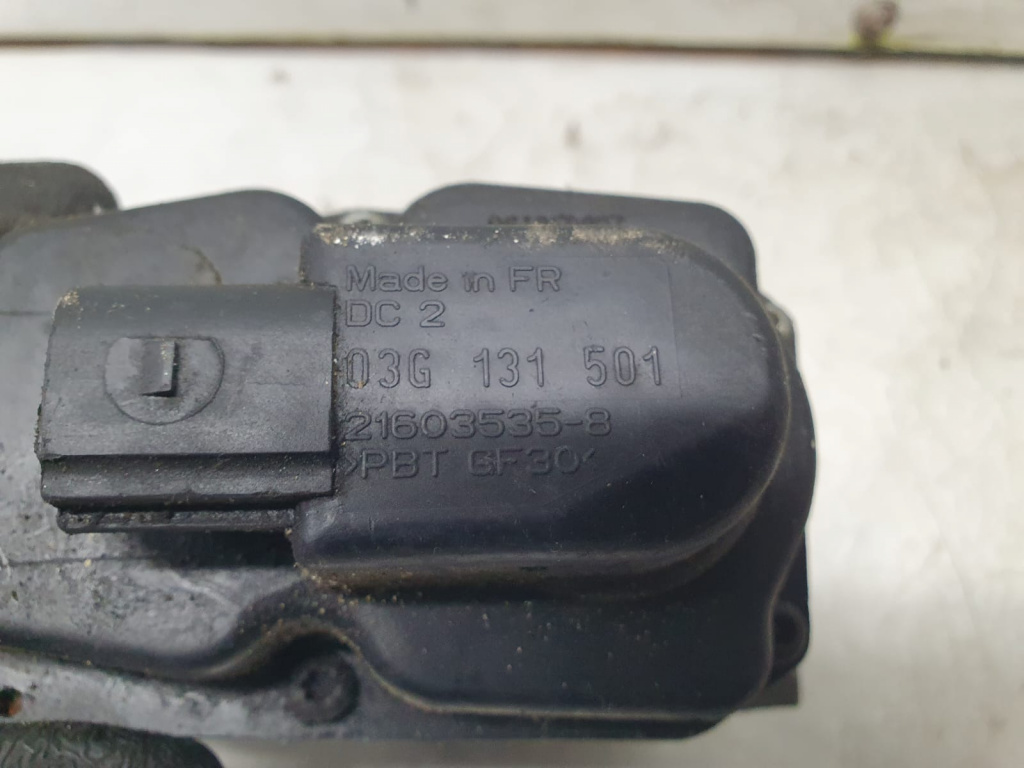 Made in FR
DC 2
03G 131 501
21603535-8
>PBT GF30<